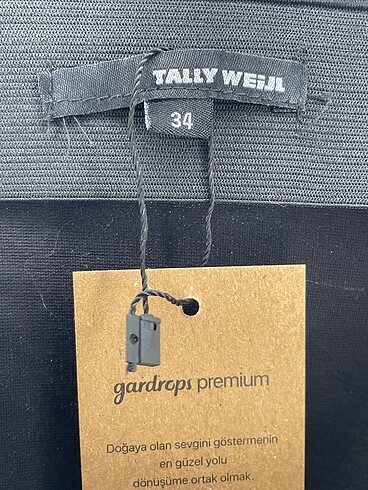 TALLY WEiJL
34
gardrops premium
Doğaya olan sevgini göstermenin
en güzel yolu
dönüşüme ortak olmak.